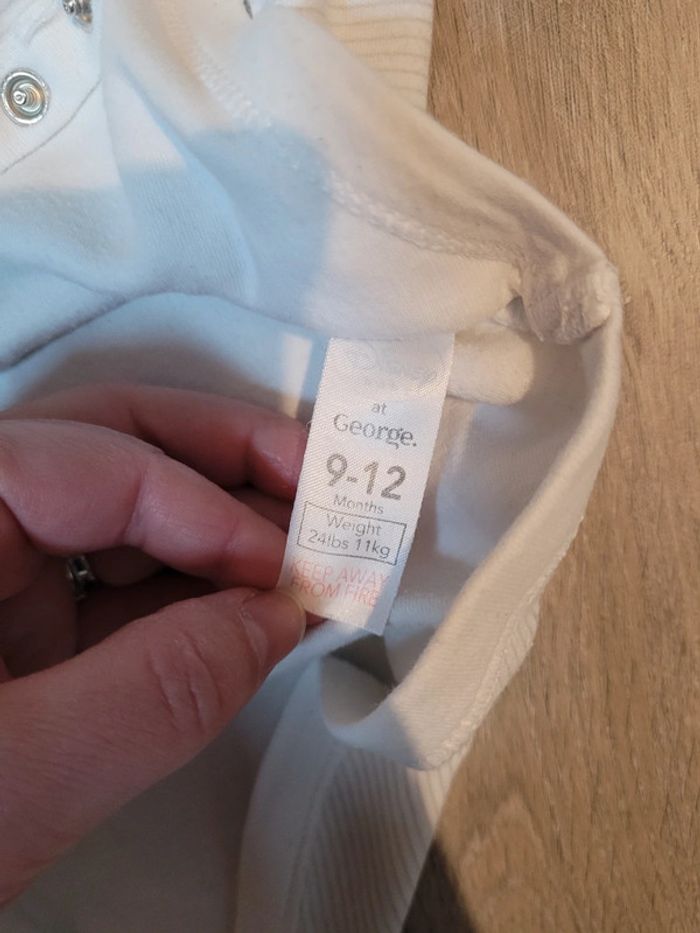 at
George.
9-12
Months
Weight
24lbs 11kg
KEEP AWAY
FROM FIRE